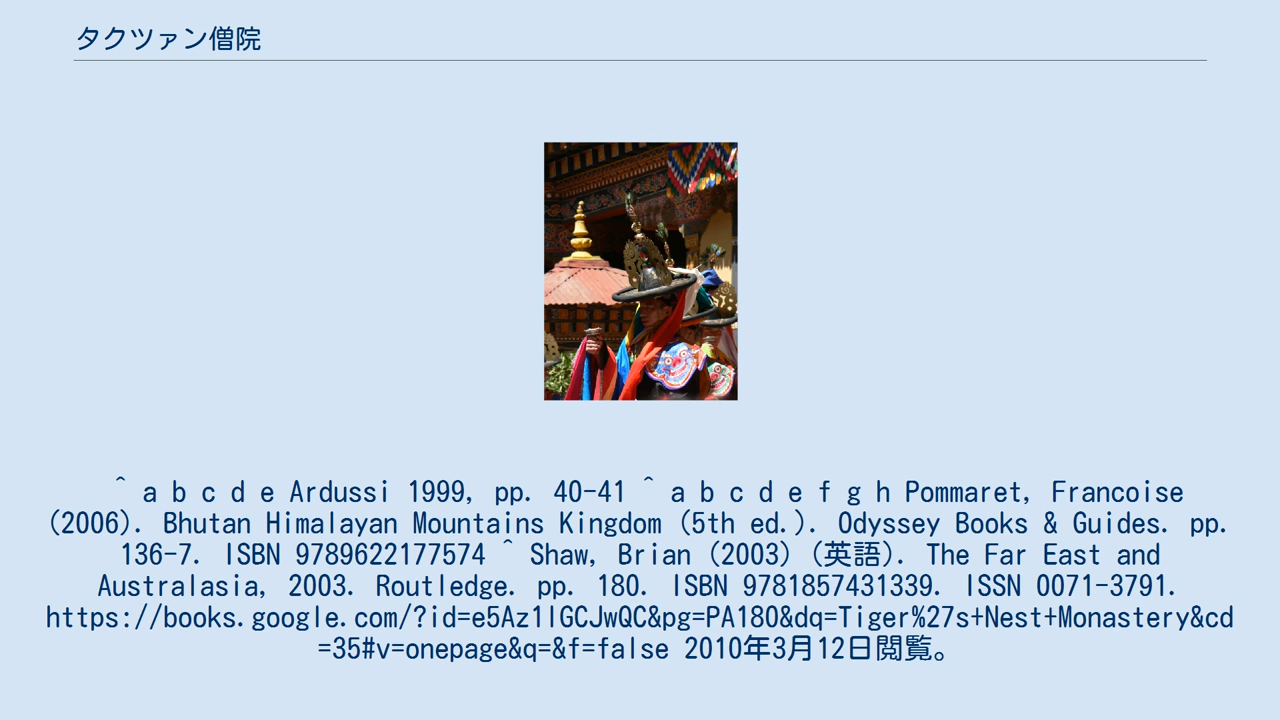 タクツァン僧院
^ a b c d e Ardussi 1999, pp. 40-41 ^ a b c d e f g h Pommaret, Francoise
(2006). Bhutan Himalayan Mountains Kingdom (5th ed.). Odyssey Books & Guides. pp.
136-7. ISBN 9789622177574 ^ Shaw, Brian (2003) (英語). The Far East and
Australasia, 2003. Routledge. pp. 180. ISBN 9781857431339. ISSN 0071-3791.
https://books.google.com/?id=e5Az1lGCJwQC&pg=PA180&dq=Tiger%27s+Nest+Monastery&cd
=35#v=onepage&q=&f=false 2010年3月12日閲覧。